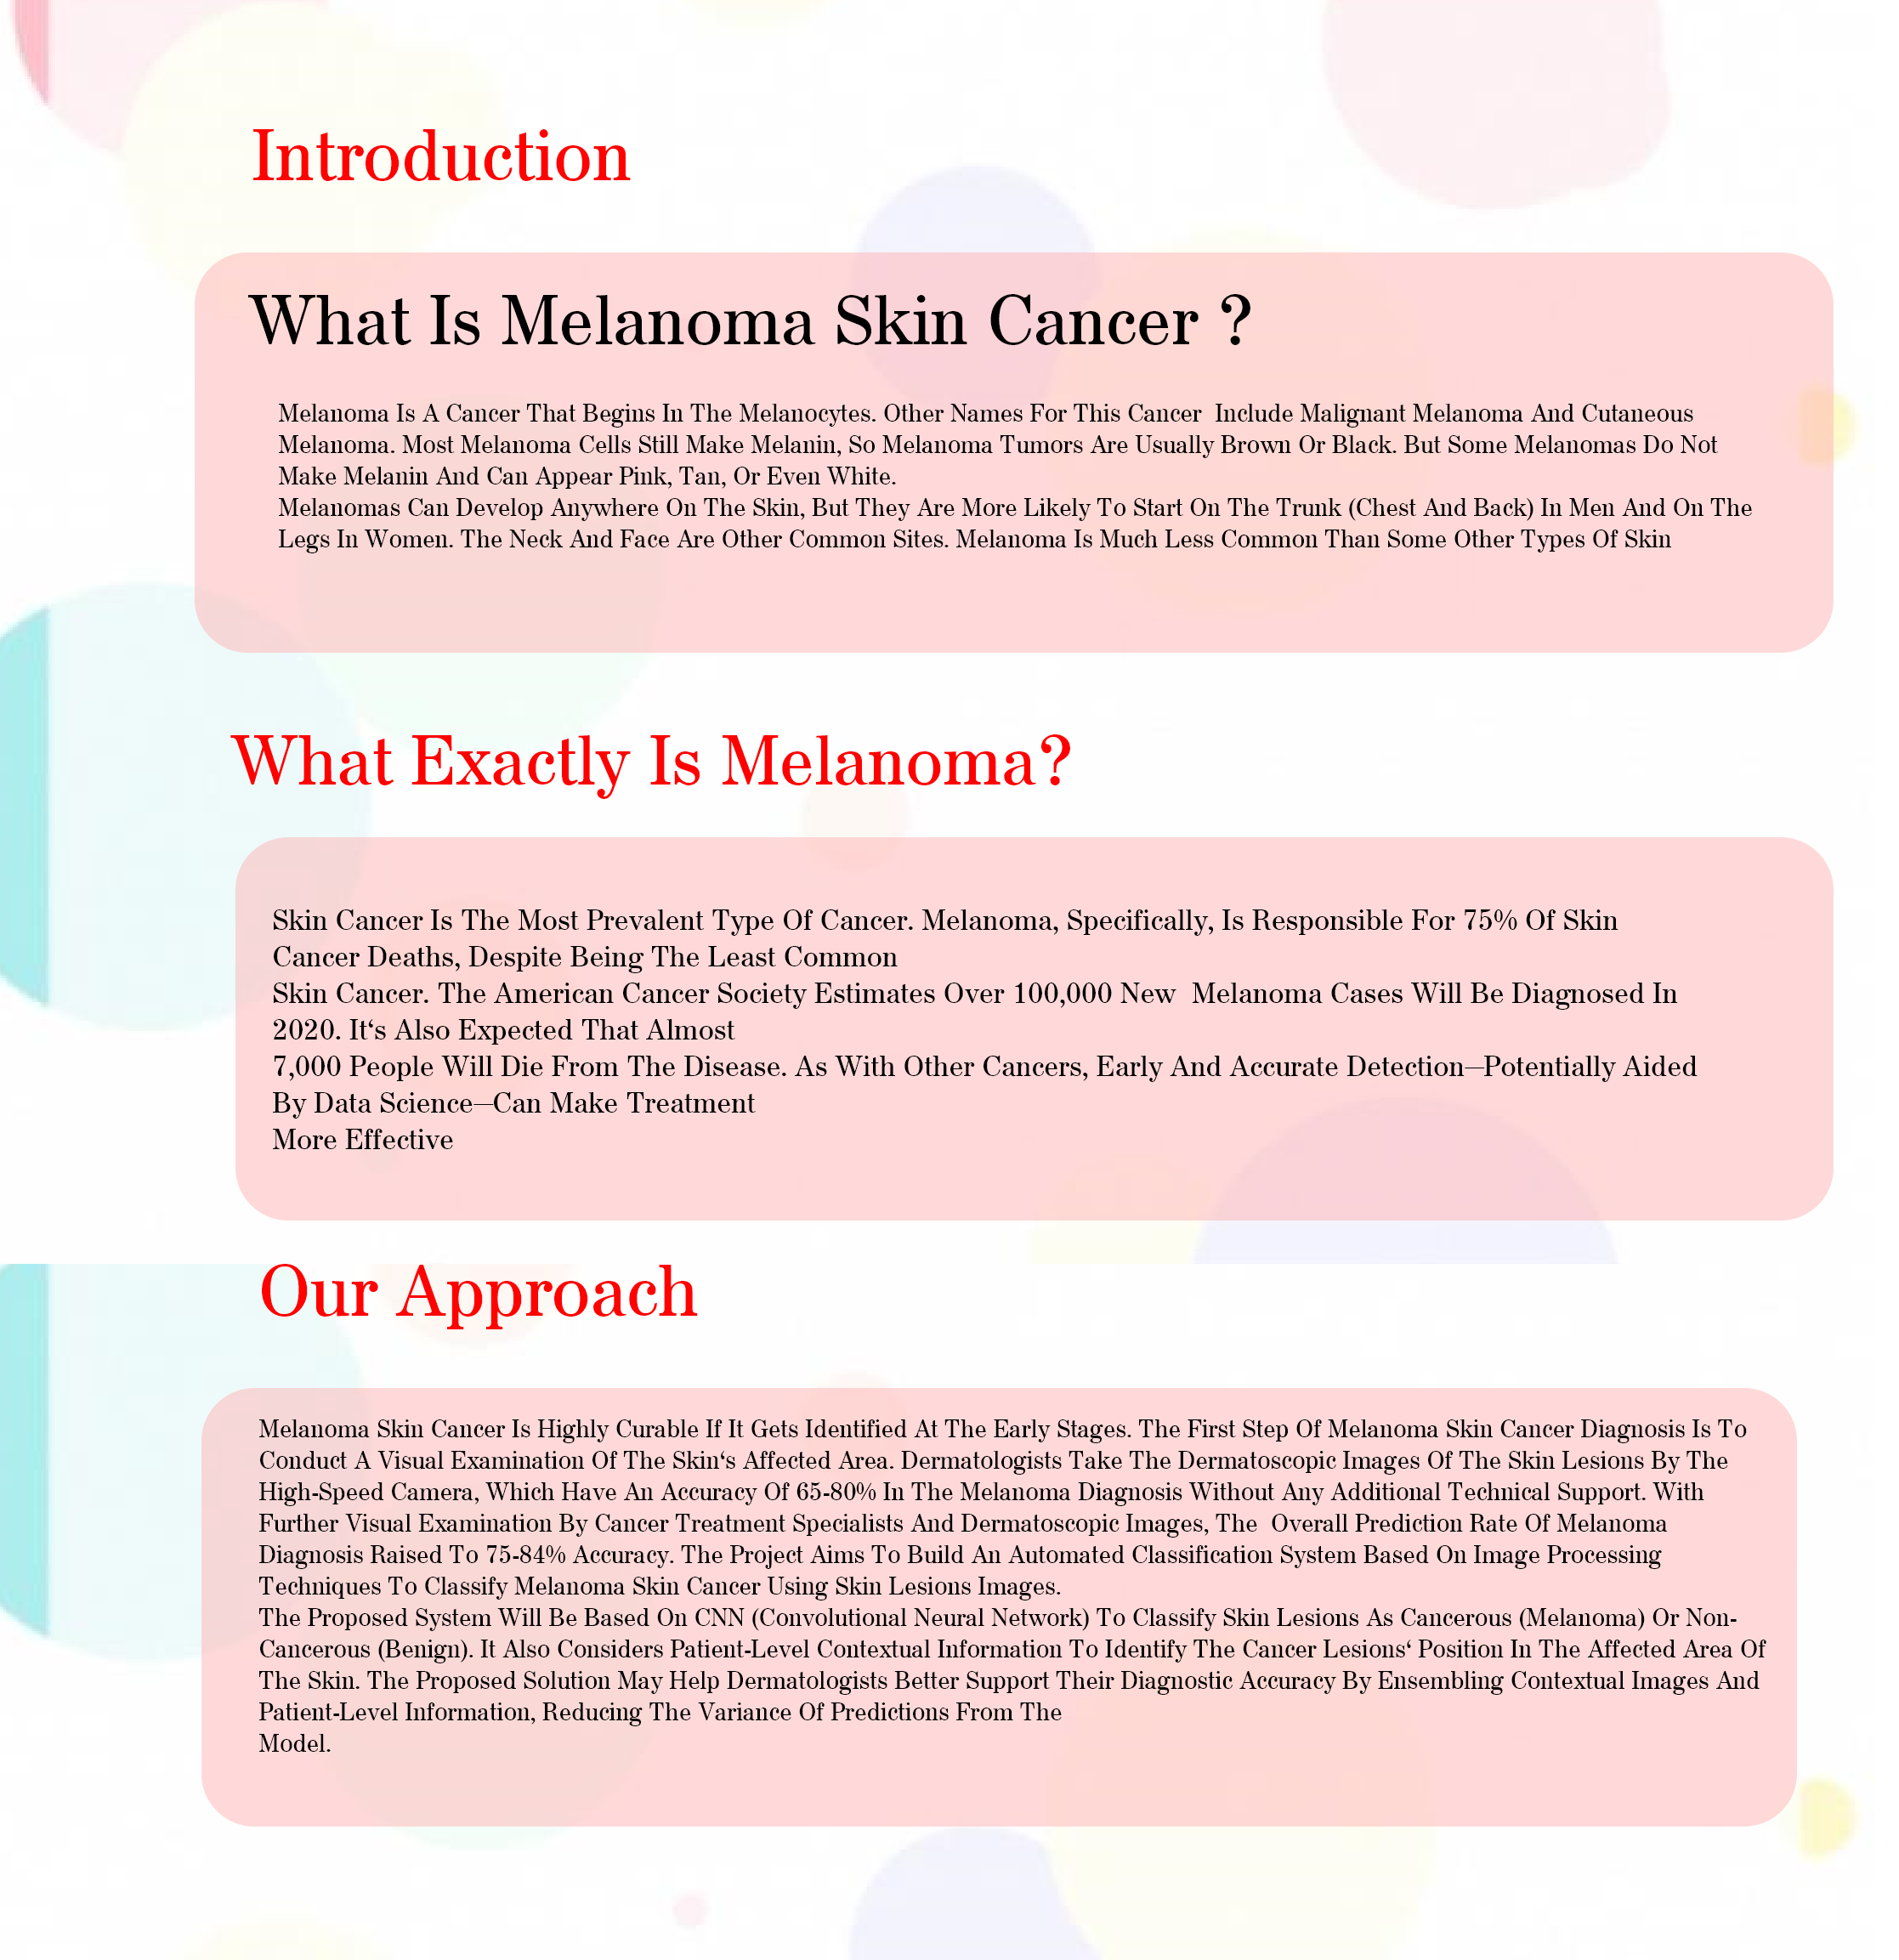 Introduction
What Is Melanoma Skin Cancer ?
Melanoma Is A Cancer That Begins In The Melanocytes. Other Names For This Cancer  Include Malignant Melanoma And Cutaneous
Melanoma. Most Melanoma Cells Still Make Melanin, So Melanoma Tumors Are Usually Brown Or Black. But Some Melanomas Do Not
Make Melanin And Can Appear Pink, Tan, Or Even White.
Melanomas Can Develop Anywhere On The Skin, But They Are More Likely To Start On The Trunk (Chest And Back) In Men And On The
Legs In Women. The Neck And Face Are Other Common Sites. Melanoma Is Much Less Common Than Some Other Types Of Skin
What Exactly Is Melanoma?
Skin Cancer Is The Most Prevalent Type Of Cancer. Melanoma, Specifically, Is Responsible For 75% Of Skin
Cancer Deaths, Despite Being The Least Common
Skin Cancer. The American Cancer Society Estimates Over 100,000 New  Melanoma Cases Will Be Diagnosed In
2020. It‘s Also Expected That Almost
7,000 People Will Die From The Disease. As With Other Cancers, Early And Accurate Detection—Potentially Aided
By Data Science—Can Make Treatment
More Effective
Our Approach
Melanoma Skin Cancer Is Highly Curable If It Gets Identified At The Early Stages. The First Step Of Melanoma Skin Cancer Diagnosis Is To
Conduct A Visual Examination Of The Skin‘s Affected Area. Dermatologists Take The Dermatoscopic Images Of The Skin Lesions By The
High-Speed Camera, Which Have An Accuracy Of 65-80% In The Melanoma Diagnosis Without Any Additional Technical Support. With
Further Visual Examination By Cancer Treatment Specialists And Dermatoscopic Images, The  Overall Prediction Rate Of Melanoma
Diagnosis Raised To 75-84% Accuracy. The Project Aims To Build An Automated Classification System Based On Image Processing
Techniques To Classify Melanoma Skin Cancer Using Skin Lesions Images.
The Proposed System Will Be Based On CNN (Convolutional Neural Network) To Classify Skin Lesions As Cancerous (Melanoma) Or Non-
Cancerous (Benign). It Also Considers Patient-Level Contextual Information To Identify The Cancer Lesions‘ Position In The Affected Area Of
The Skin. The Proposed Solution May Help Dermatologists Better Support Their Diagnostic Accuracy By Ensembling Contextual Images And
Patient-Level Information, Reducing The Variance Of Predictions From The
Model.